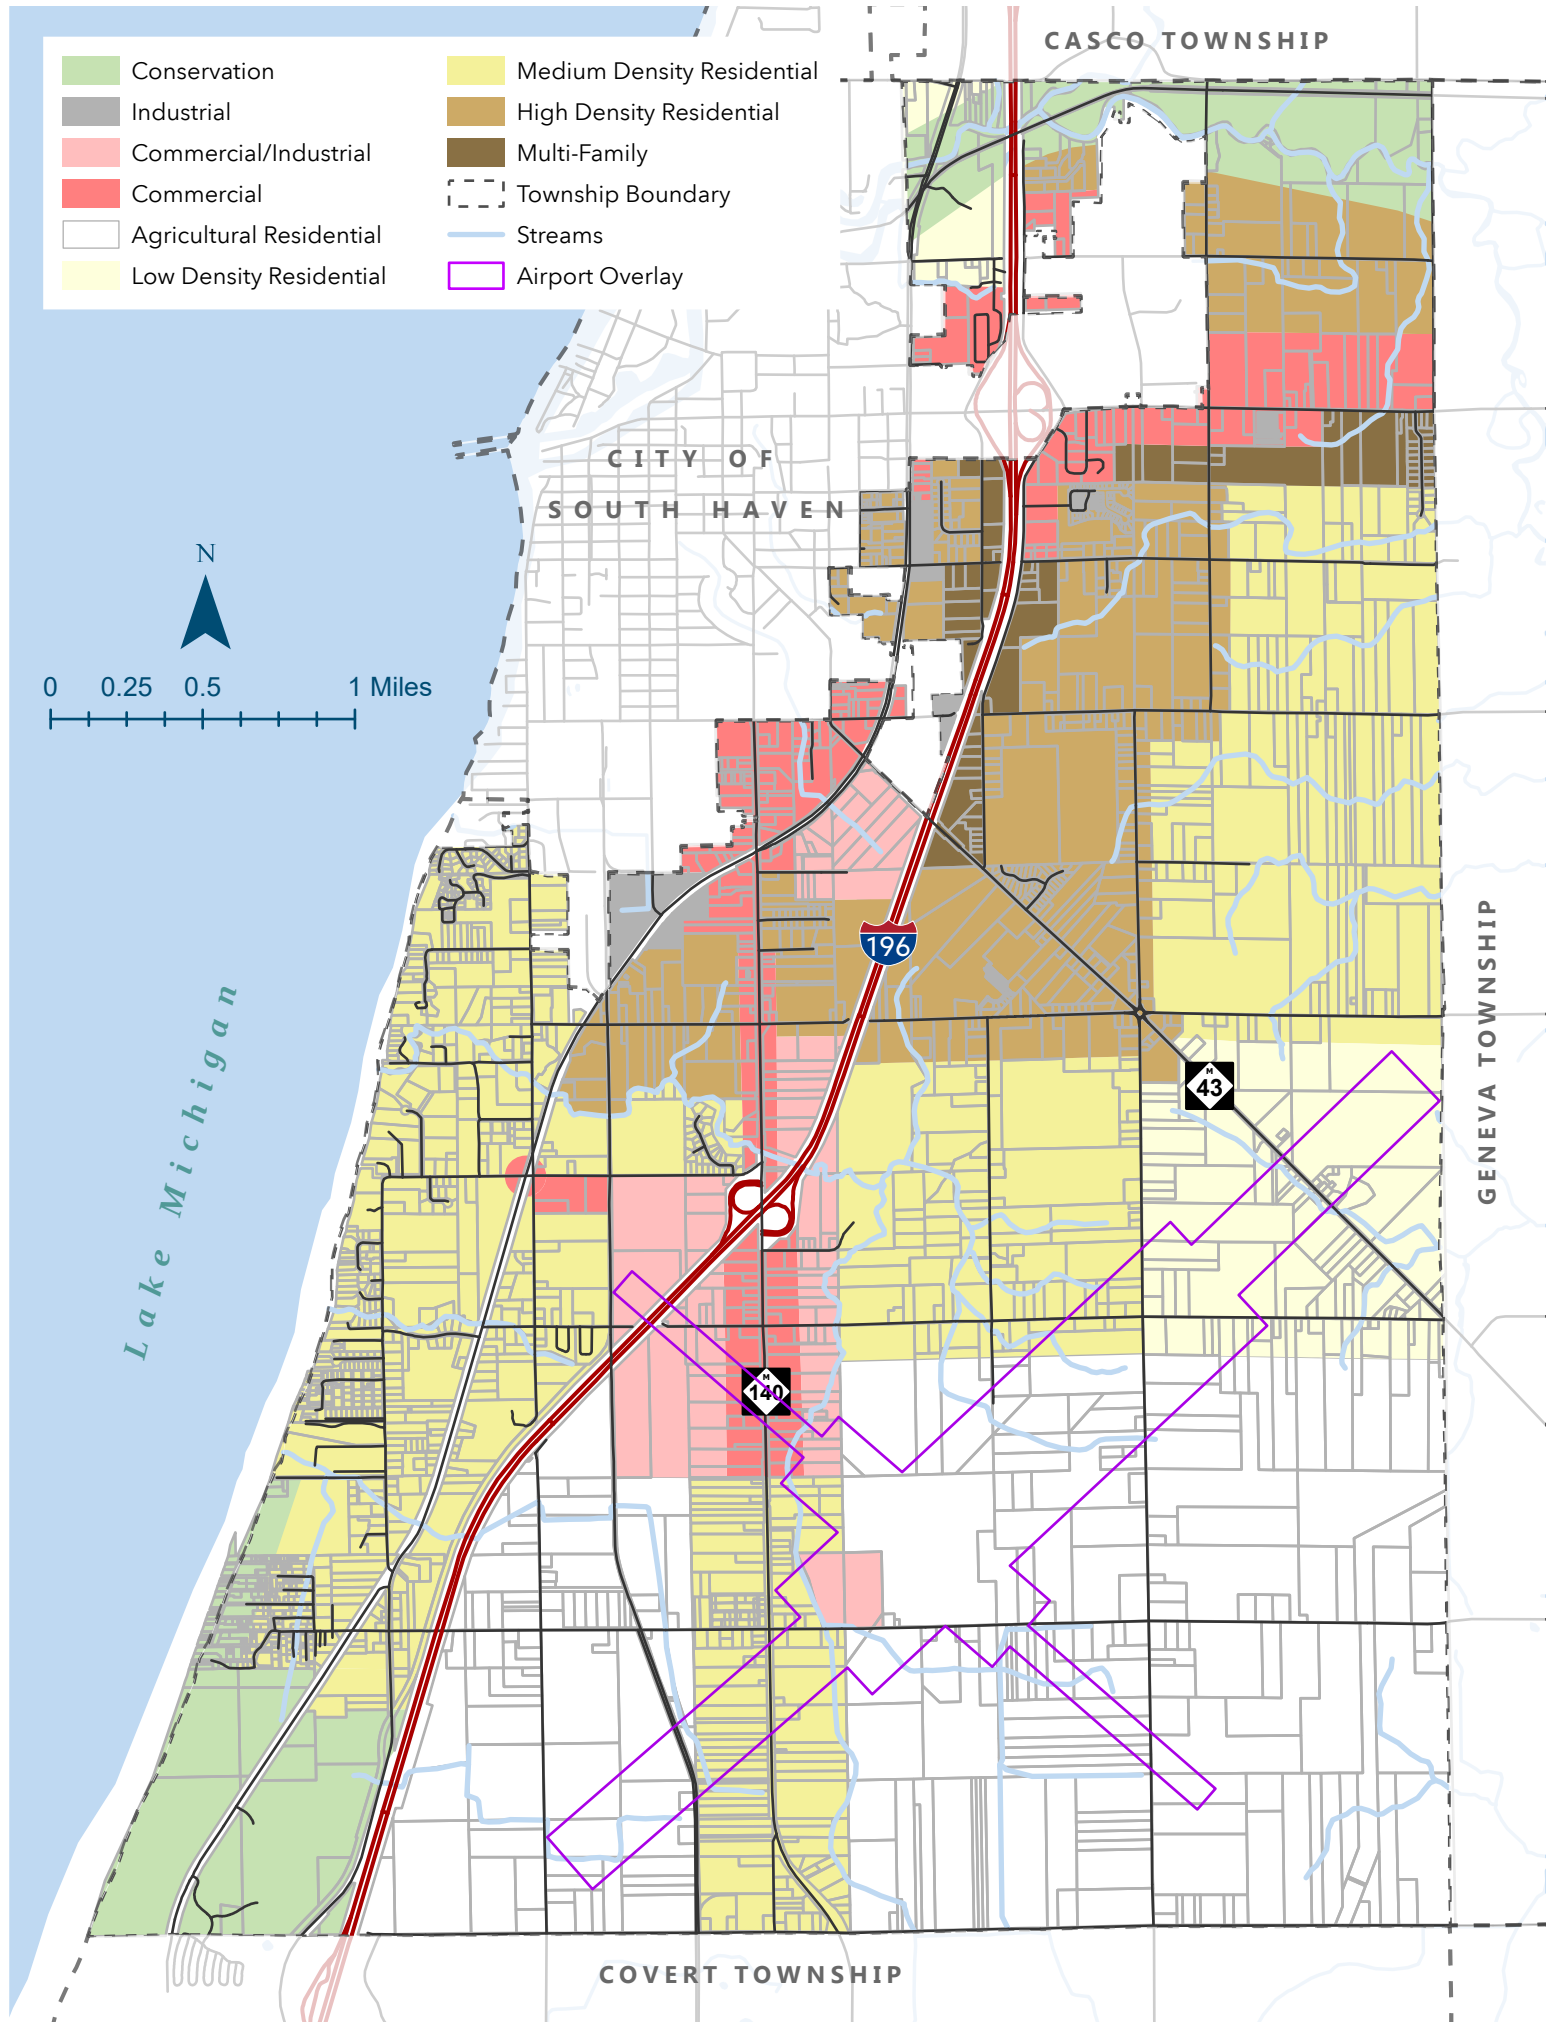 CASCO TOWNSHIP
Conservation
Industrial
Commercial/Industrial
Commercial
Agricultural Residential
Low Density Residential
Medium Density Residential
High Density Residential
Multi-Family
Township Boundary
Streams
Airport Overlay
CITY OF
SOUTH HAVEN
N
0 0.25 0.5 1 Miles
196
Lake Michigan
GENEVA TOWNSHIP
M
43
M
140
COVERT TOWNSHIP